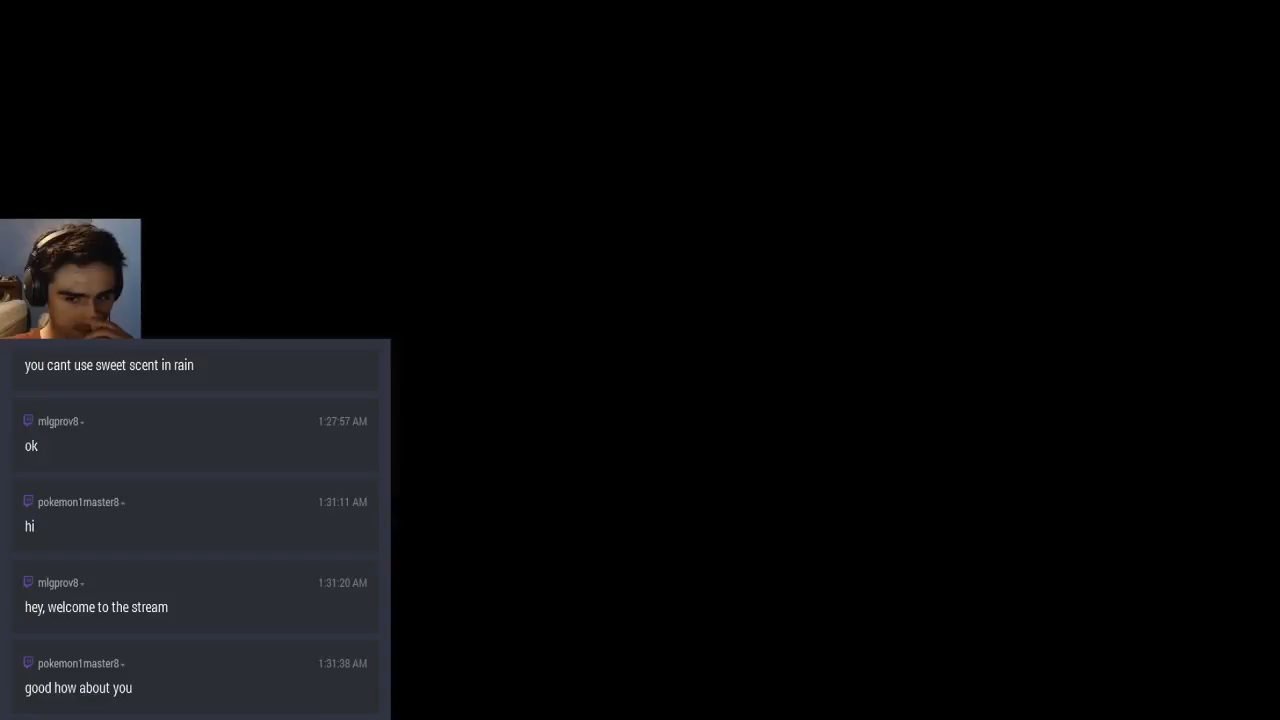 you cant use sweet scent in rain
mlgprov8
1:27:57 AM
ok
pokemon1master8
1:31:11 AM
hi
mlgprov8
1:31:20 AM
hey, welcome to the stream
pokemon1master8
1:31:38 AM
good how about you